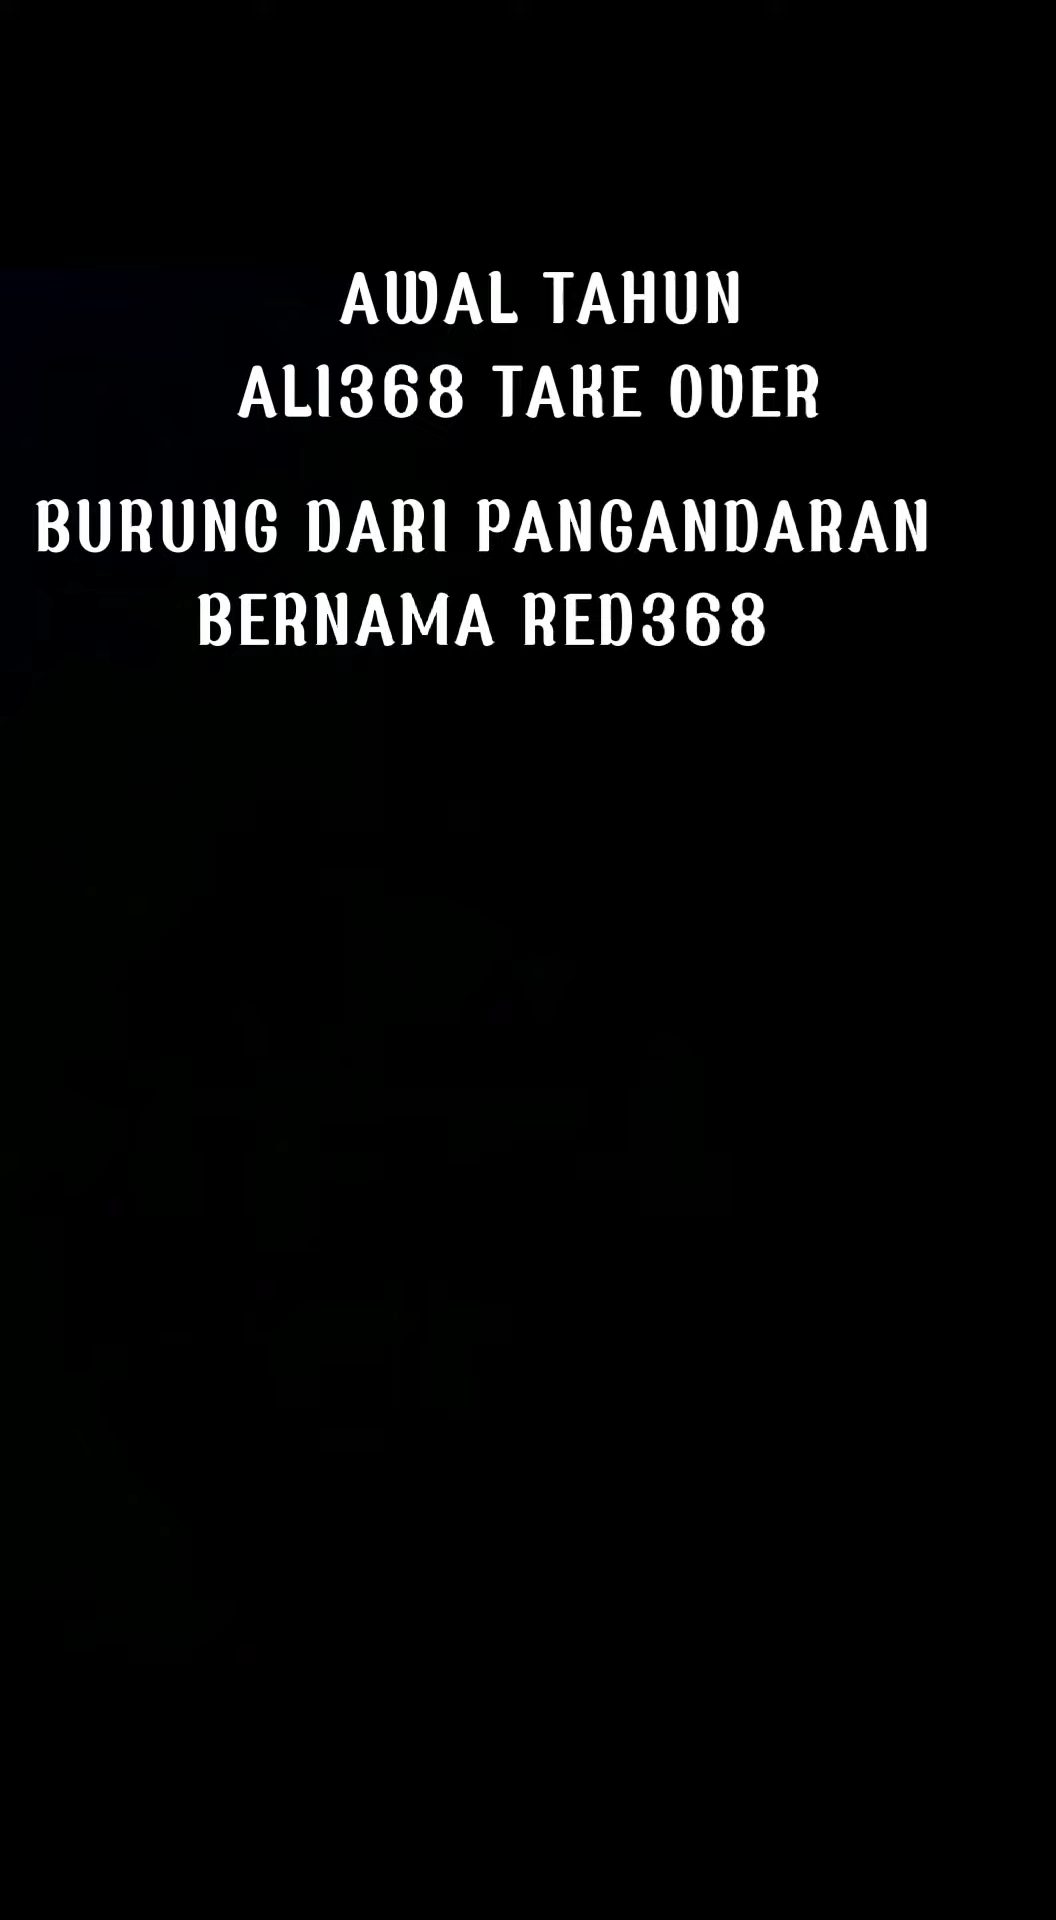 AWAL TAHUN
ALI368 TAKE OVER
BURUNG DARI PANGANDARAN
BERNAMA RED368